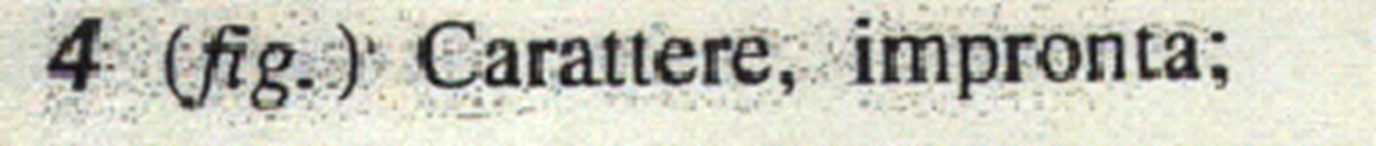 4 (fig.) Carattere, impronta;